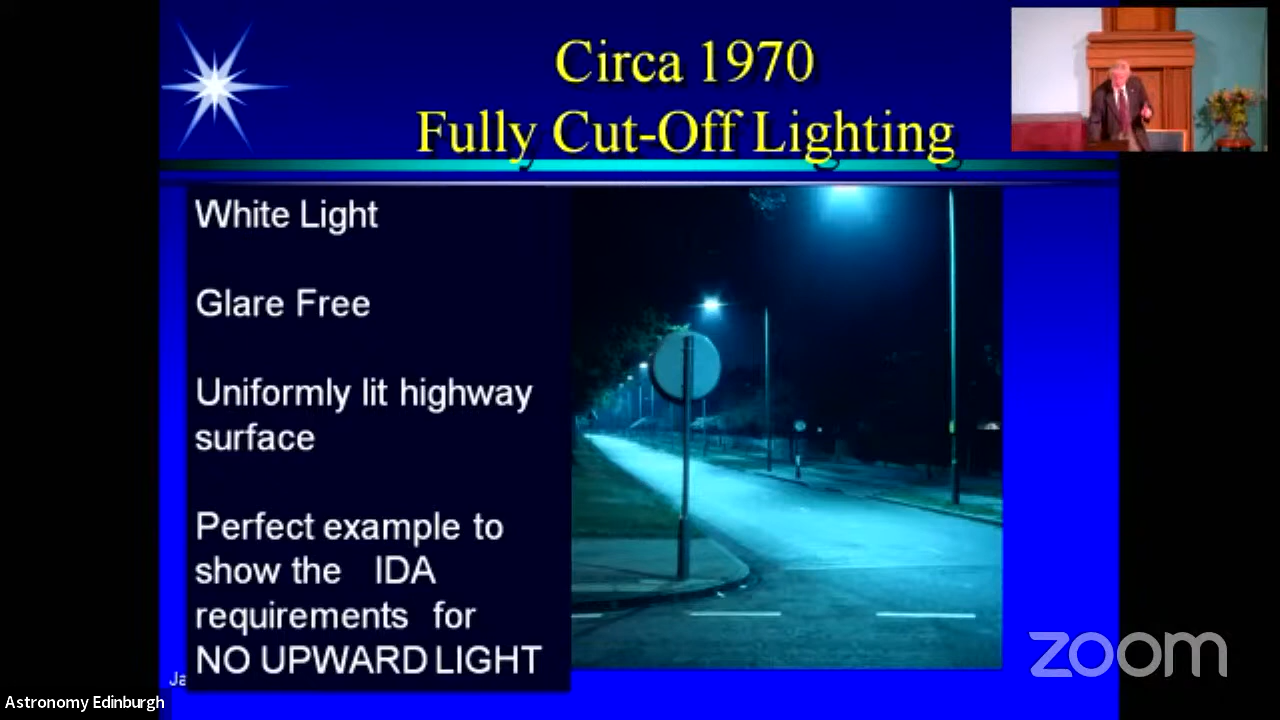 Circa 1970
Fully Cut-Off Lighting
White Light
Glare Free
Uniformly lit highway
surface
Perfect example to
show the IDA
requirements for
NO UPWARD LIGHT
Ja
Astronomy Edinburgh
zoom